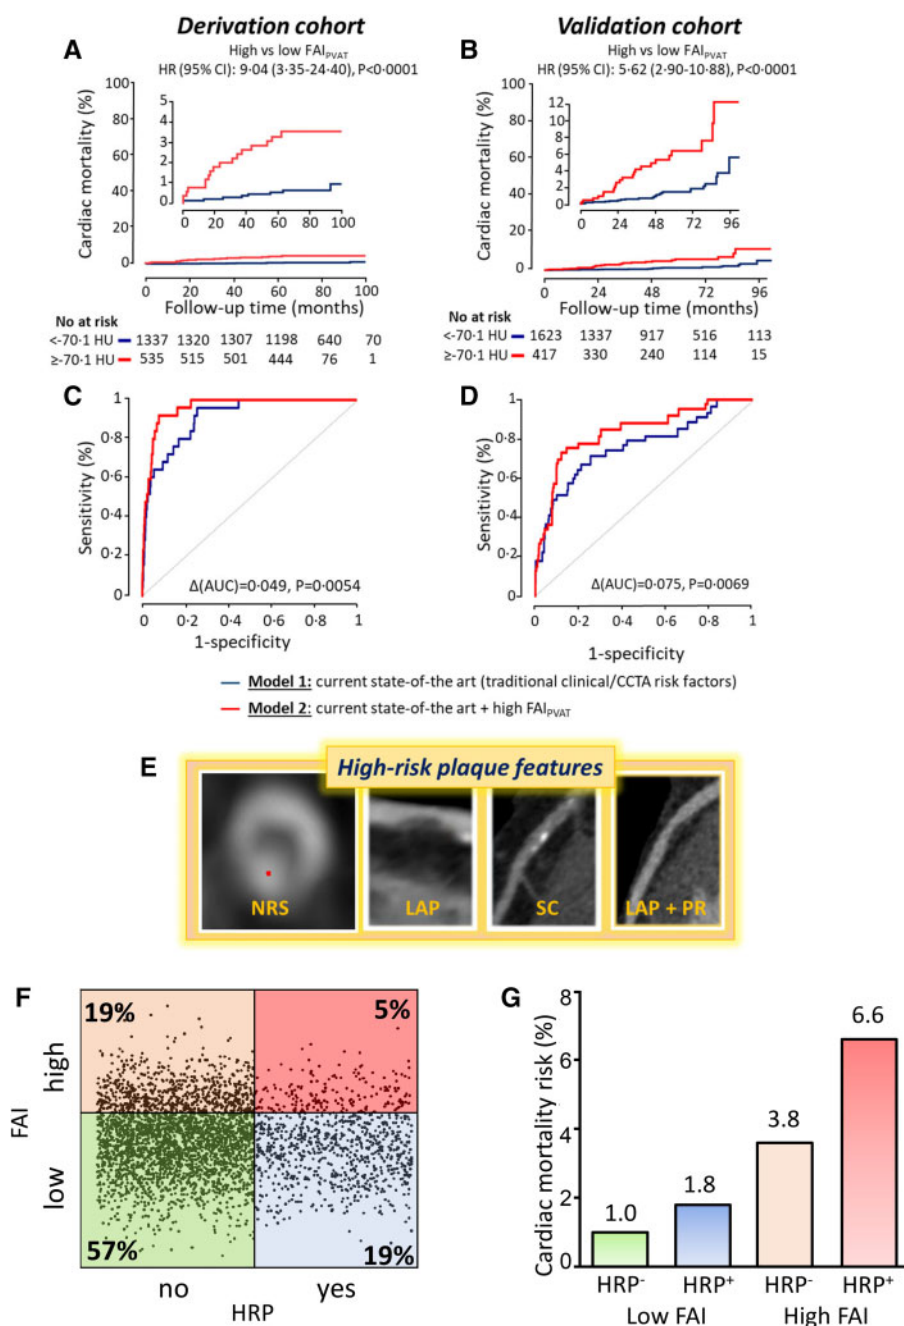 Derivation cohort
Validation cohort
A
High vs low FAIPVAT
HR (95% CI): 9·04 (3·35-24·40), P<0·0001
Cardiac mortality (%)
100
80
60
40
20
0
5
4
3
2
1
0
0 20 40 60 80 100
0 20 40 60 80 100
Follow-up time (months)
No at risk
<-70·1 HU 1337 1320 1307 1198 640 70
≥-70·1 HU 535 515 501 444 76 1
B
High vs low FAIPVAT
HR (95% CI): 5·62 (2·90-10·88), P<0·0001
Cardiac mortality (%)
100
80
60
40
20
0
12
10
8
6
4
2
0
0 24 36 48 72 96
0 24 48 72 96
Follow-up time (months)
No at risk
<-70·1 HU 1623 1337 917 516 113
≥-70·1 HU 417 330 240 114 15
C
Sensitivity (%)
1
0·8
0·6
0·4
0·2
0
Δ(AUC)=0·049, P=0·0054
0 0·2 0·4 0·6 0·8 1
1-specificity
D
Sensitivity (%)
1
0·8
0·6
0·4
0·2
0
Δ(AUC)=0·075, P=0·0069
0 0·2 0·4 0·6 0·8 1
1-specificity
Model 1: current state-of-the art (traditional clinical/CCTA risk factors)
Model 2: current state-of-the art + high FAIPVAT
E
High-risk plaque features
NRS
LAP
SC
LAP + PR
F
19%
5%
57%
19%
FAI
high
low
no
yes
HRP
G
Cardiac mortality risk (%)
8
6
4
2
0
1.0
1.8
3.8
6.6
HRP- HRP+ HRP- HRP+
Low FAI High FAI